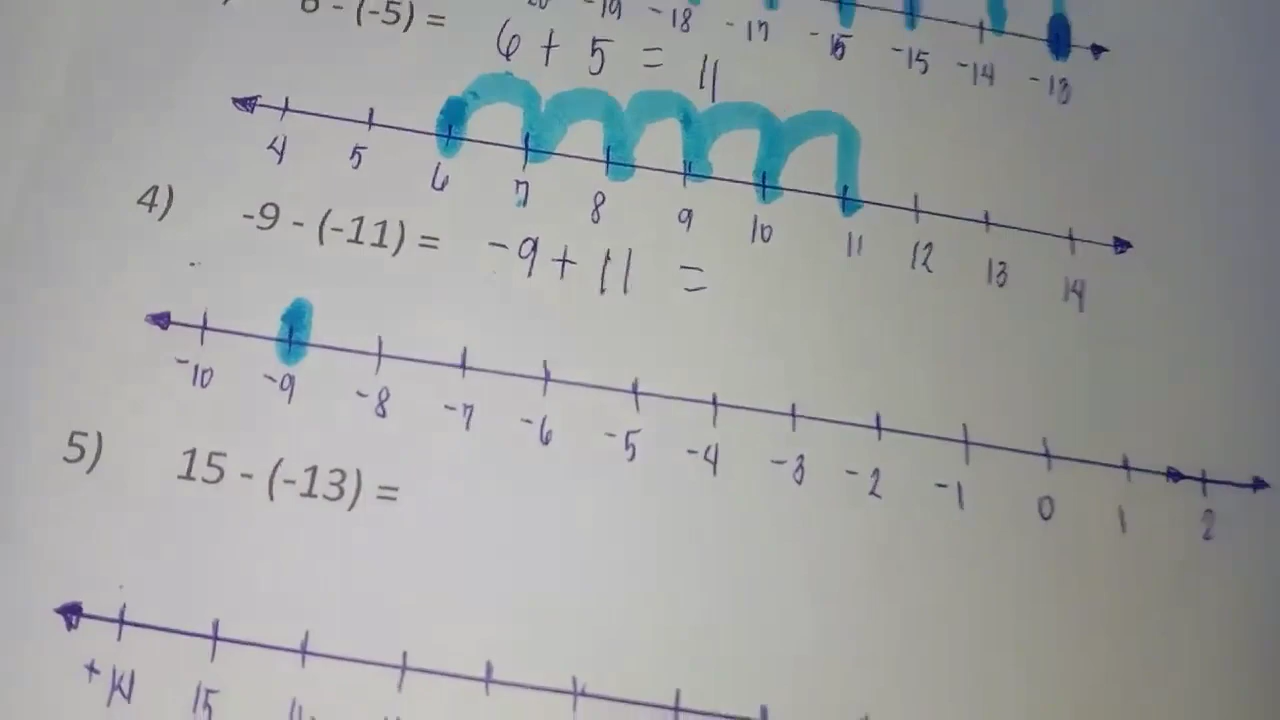 - (-5) =
-19 -18 -17 -16 -15 -14 -13
6 + 5 = 11
4 5 6 7 8 9 10 11 12 13 14
4) -9 - (-11) = -9 + 11 =
-10 -9 -8 -7 -6 -5 -4 -3 -2 -1 0 1 2
5) 15 - (-13) =
+14 15